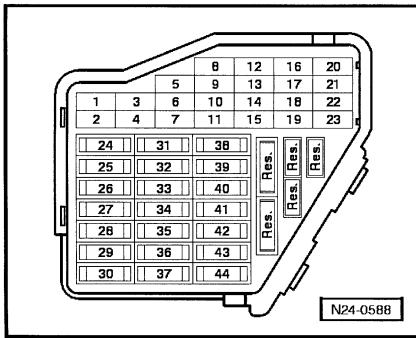 8 12 16 20
5 9 13 17 21
1 3 6 10 14 18 22
2 4 7 11 15 19 23
24 31 38
25 32 39
26 33 40
27 34 41
28 35 42
29 36 43
30 37 44
Res. Res. Res.
Res. Res.
N24-0588